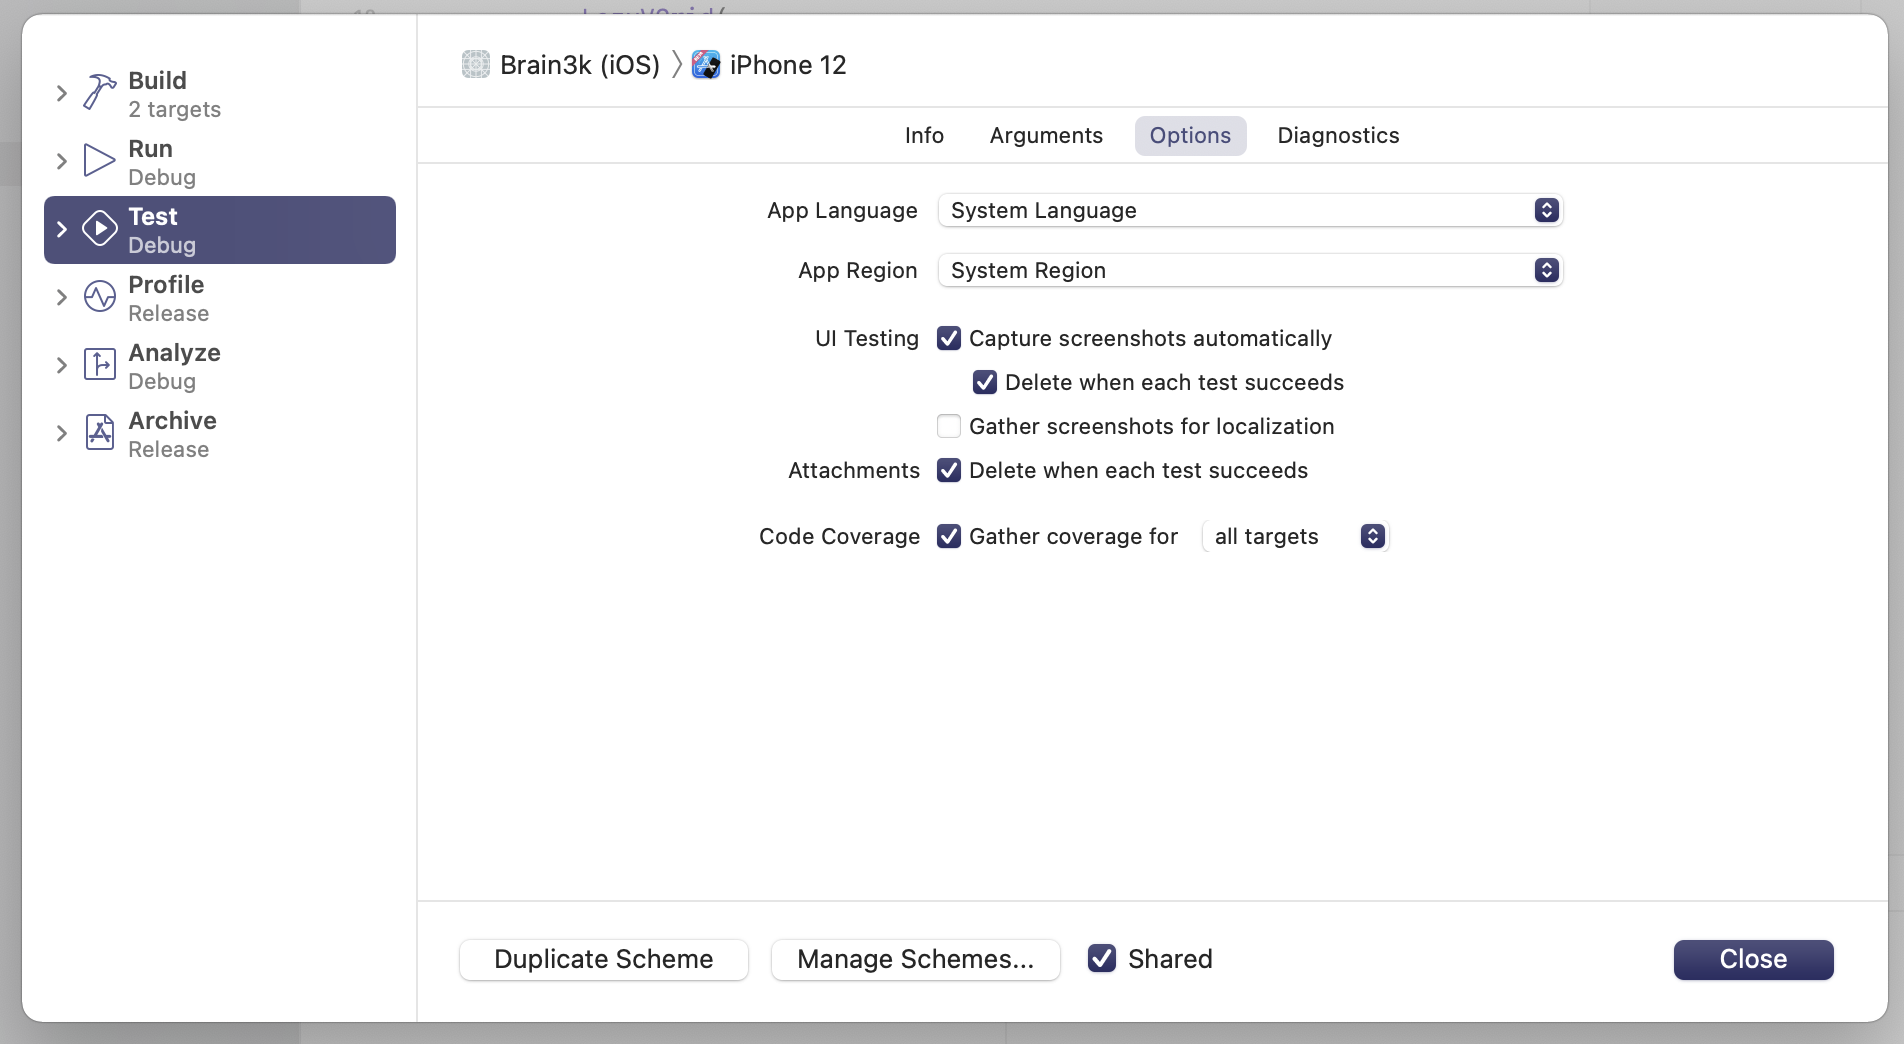 Build
2 targets
Run
Debug
Test
Debug
Profile
Release
Analyze
Debug
Archive
Release
Brain3k (iOS) 〉 iPhone 12
Info Arguments Options Diagnostics
App Language System Language
App Region System Region
UI Testing Capture screenshots automatically
Delete when each test succeeds
Gather screenshots for localization
Attachments Delete when each test succeeds
Code Coverage Gather coverage for all targets
Duplicate Scheme Manage Schemes... Shared Close